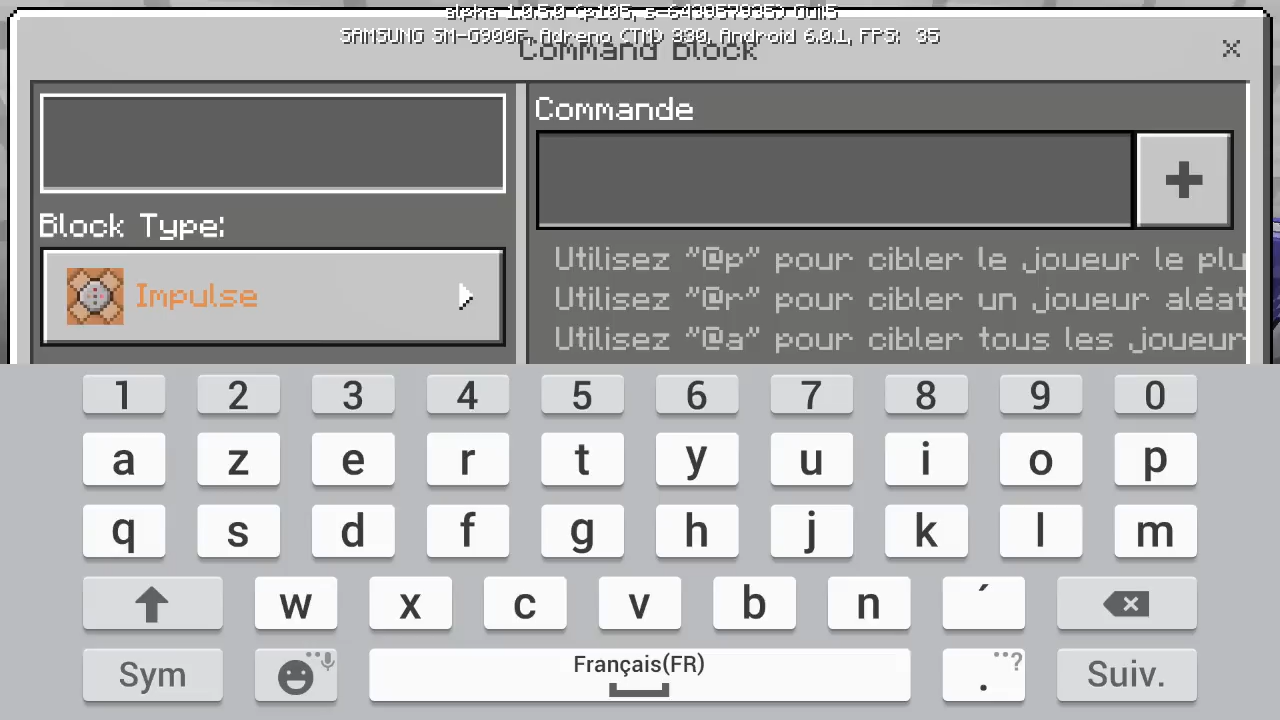 alpha 1.0.5.0 (p105, s-6439579
SAMSUNG SM-G900F, Adreno (TM) 330, Android 6.0.1, FPS: 35
Command Block
Commande
Block Type:
Impulse
Utilisez "@p" pour cibler le joueur le plu
Utilisez "@r" pour cibler un joueur aléat
Utilisez "@a" pour cibler tous les joueur
1 2 3 4 5 6 7 8 9 0
a z e r t y u i o p
q s d f g h j k l m
w x c v b n ´
Sym Français(FR) . ? Suiv.